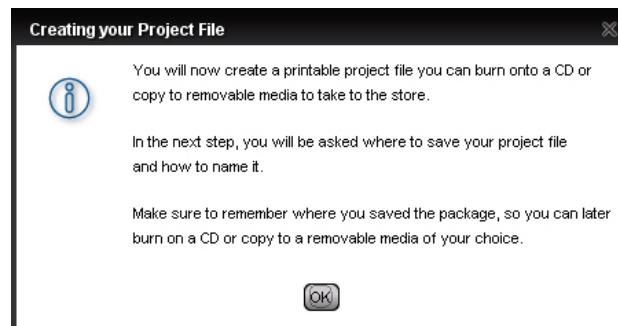 Creating your Project File
You will now create a printable project file you can burn onto a CD or
copy to removable media to take to the store.
In the next step, you will be asked where to save your project file
and how to name it.
Make sure to remember where you saved the package, so you can later
burn on a CD or copy to a removable media of your choice.
OK